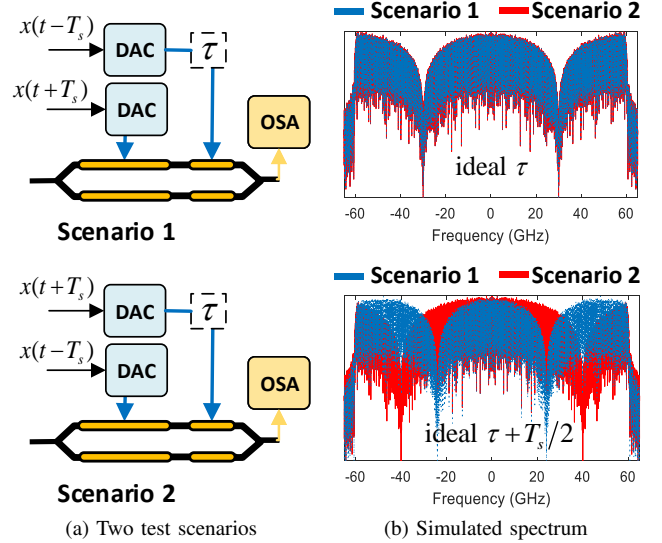 x(t−T_s)
DAC
τ
x(t+T_s)
DAC
OSA
Scenario 1
x(t+T_s)
DAC
τ
x(t−T_s)
DAC
OSA
Scenario 2
(a) Two test scenarios
Scenario 1 Scenario 2
ideal τ
-60 -40 -20 0 20 40 60
Frequency (GHz)
Scenario 1 Scenario 2
ideal τ + T_s/2
-60 -40 -20 0 20 40 60
Frequency (GHz)
(b) Simulated spectrum